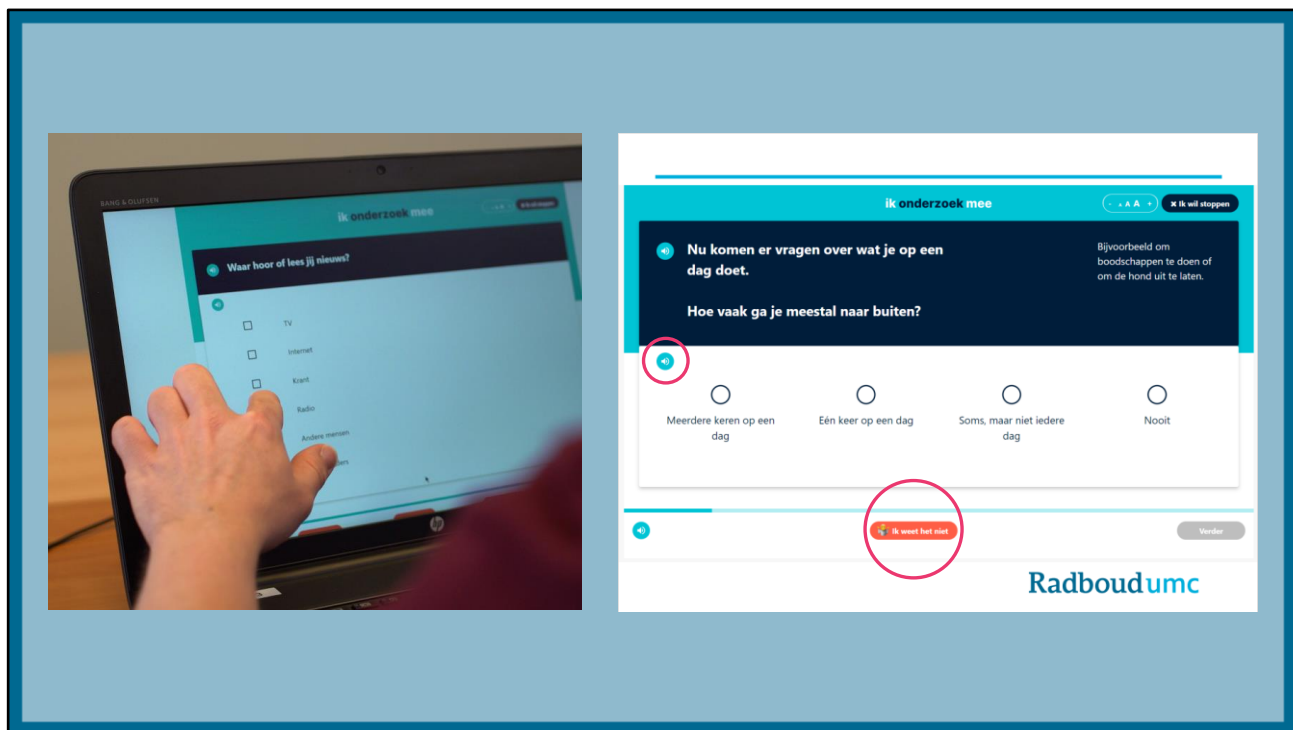 BANG & OLUFSEN
ik onderzoek mee
Waar hoor of lees jij nieuws?
TV
Internet
Krant
Radio
Andere mensen
hp
ik onderzoek mee
- A A A +
✖ Ik wil stoppen
Nu komen er vragen over wat je op een
dag doet.
Hoe vaak ga je meestal naar buiten?
Bijvoorbeeld om
boodschappen te doen of
om de hond uit te laten.
Meerdere keren op een
dag
Eén keer op een dag
Soms, maar niet iedere
dag
Nooit
Ik weet het niet
Verder
Radboudumc